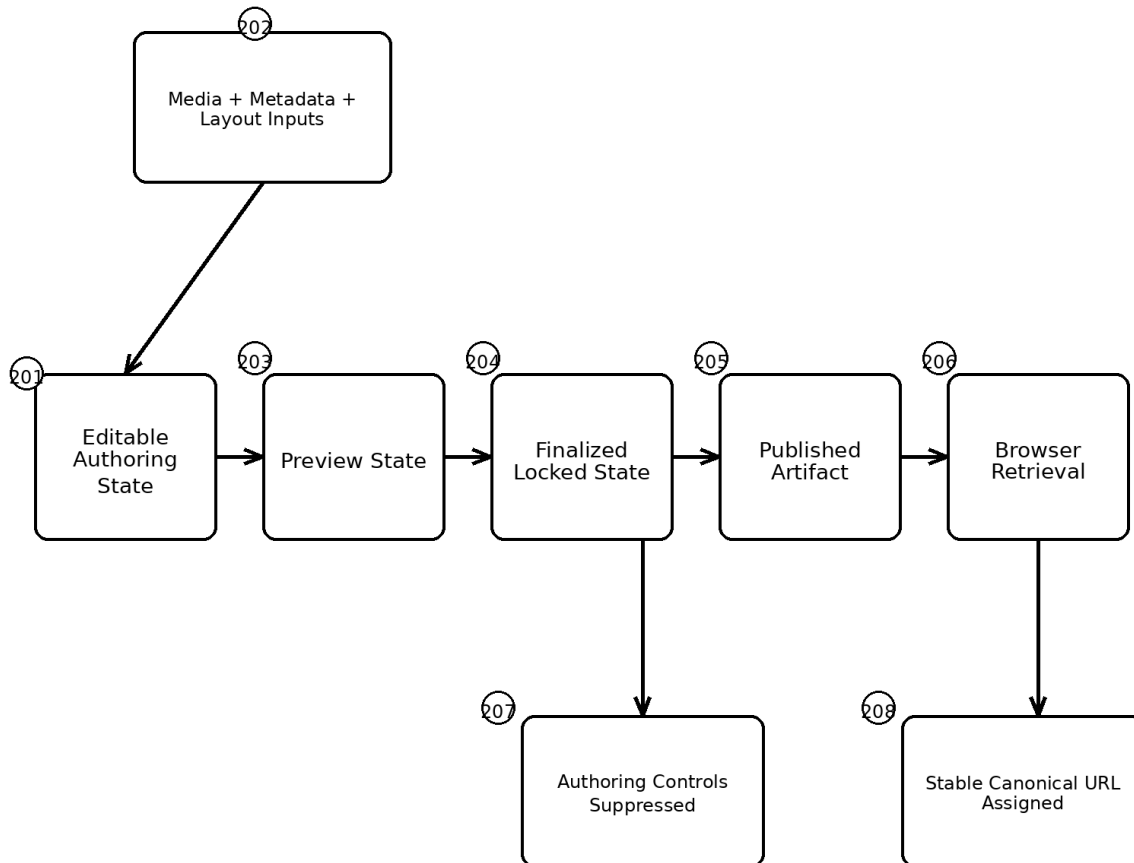 202
Media + Metadata +
Layout Inputs
201
Editable
Authoring
State
203
Preview State
204
Finalized
Locked State
205
Published
Artifact
206
Browser
Retrieval
207
Authoring Controls
Suppressed
208
Stable Canonical URL
Assigned